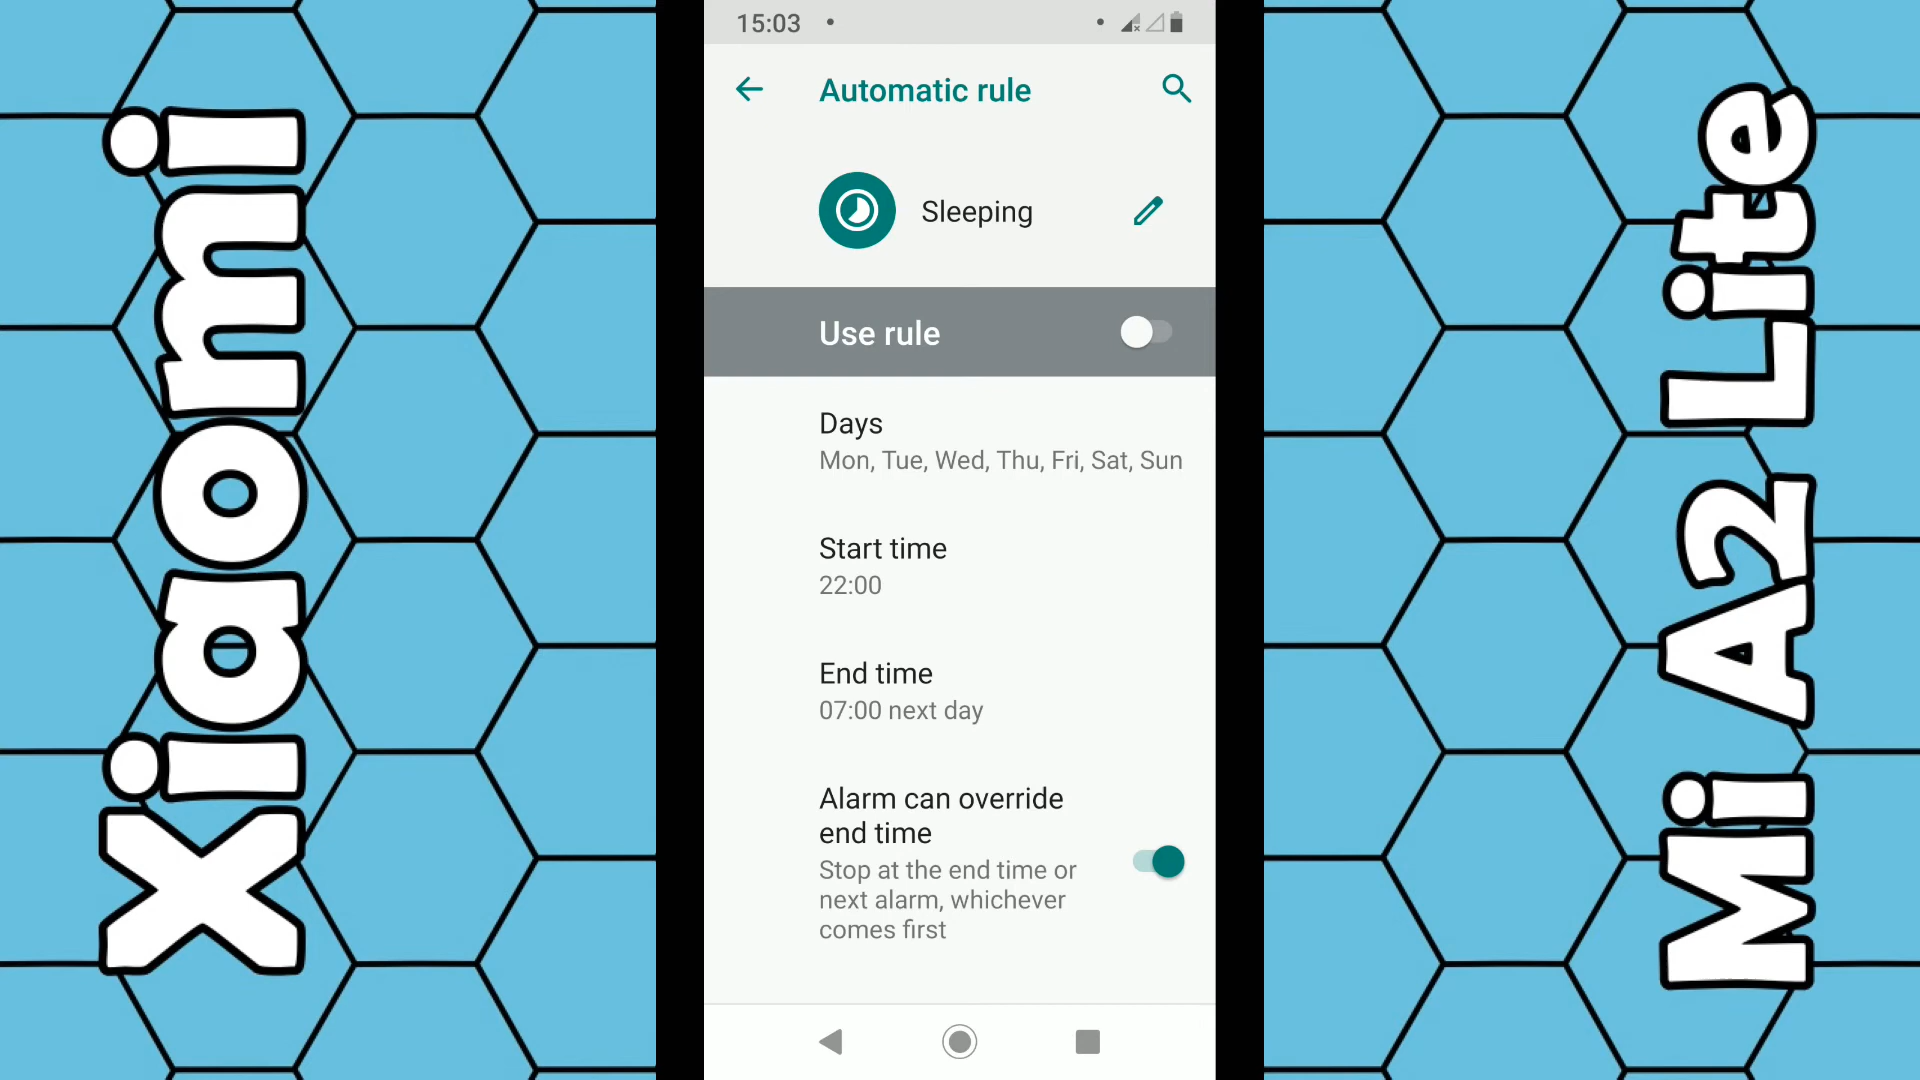 Xiaomi
15:03
Automatic rule
Sleeping
Use rule
Days
Mon, Tue, Wed, Thu, Fri, Sat, Sun
Start time
22:00
End time
07:00 next day
Alarm can override
end time
Stop at the end time or
next alarm, whichever
comes first
Mi A2 Lite